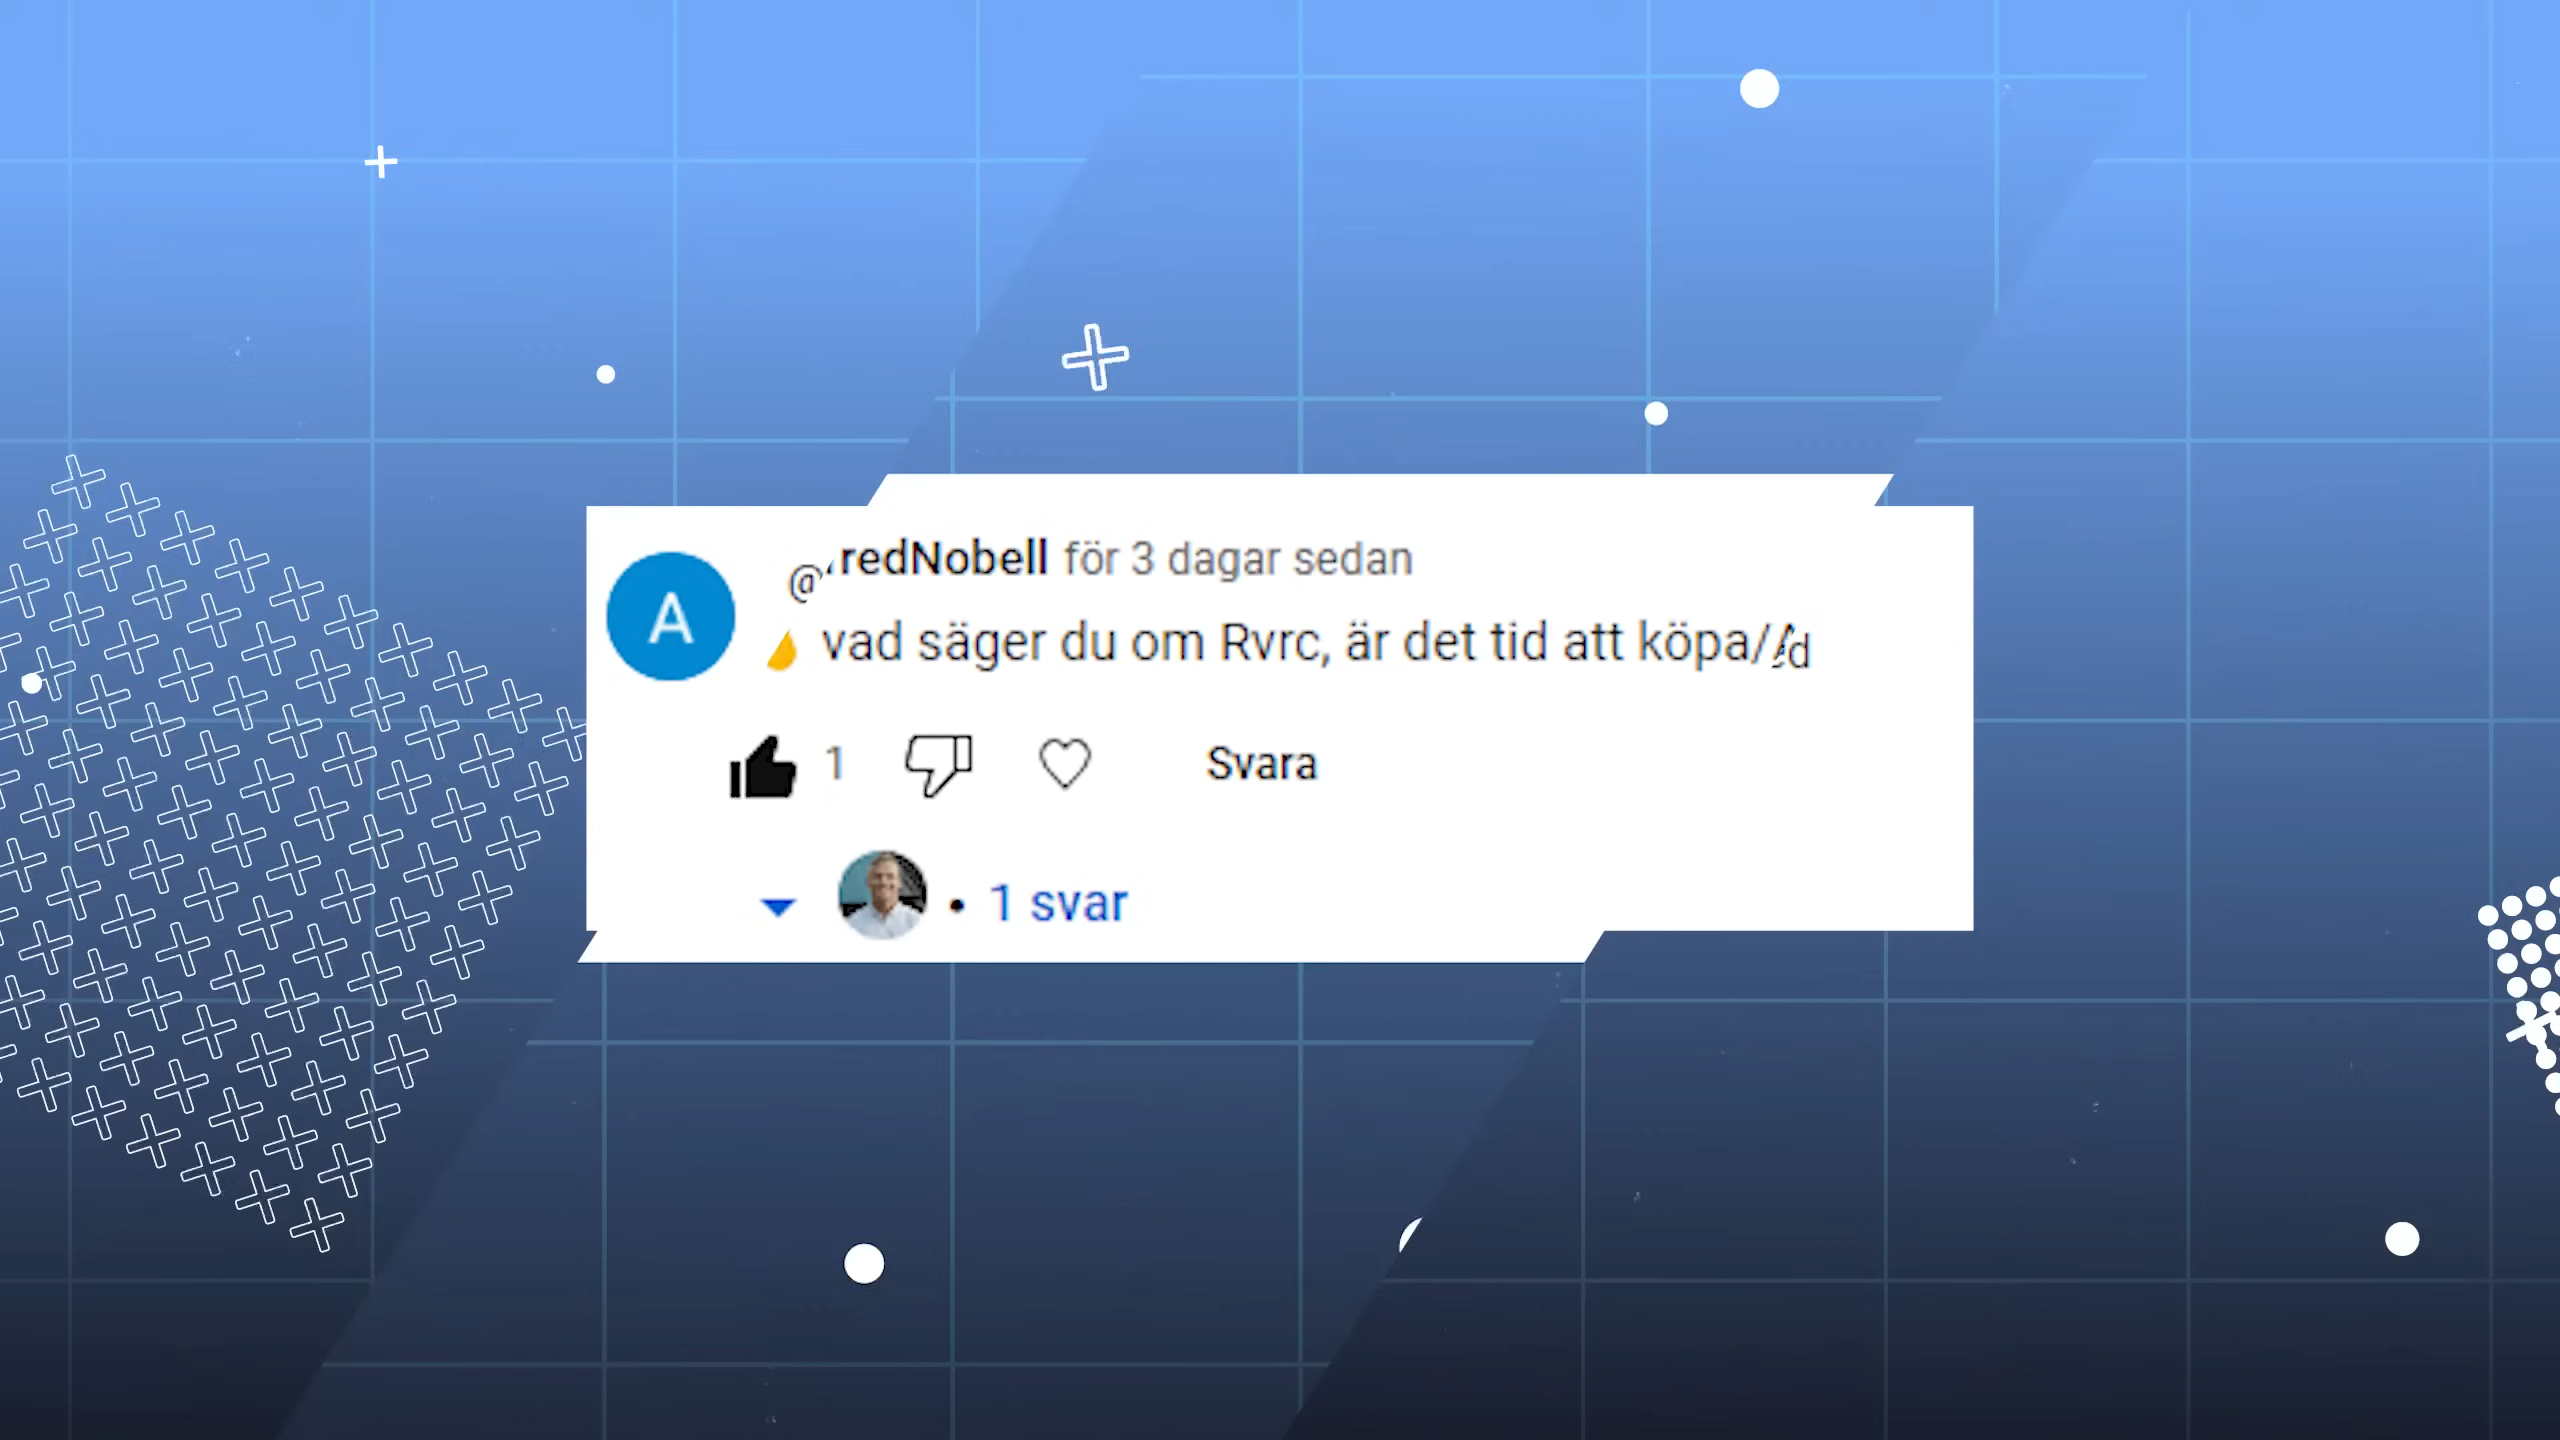 A
@ redNobell för 3 dagar sedan
vad säger du om Rvrc, är det tid att köpa/
1
Svara
• 1 svar